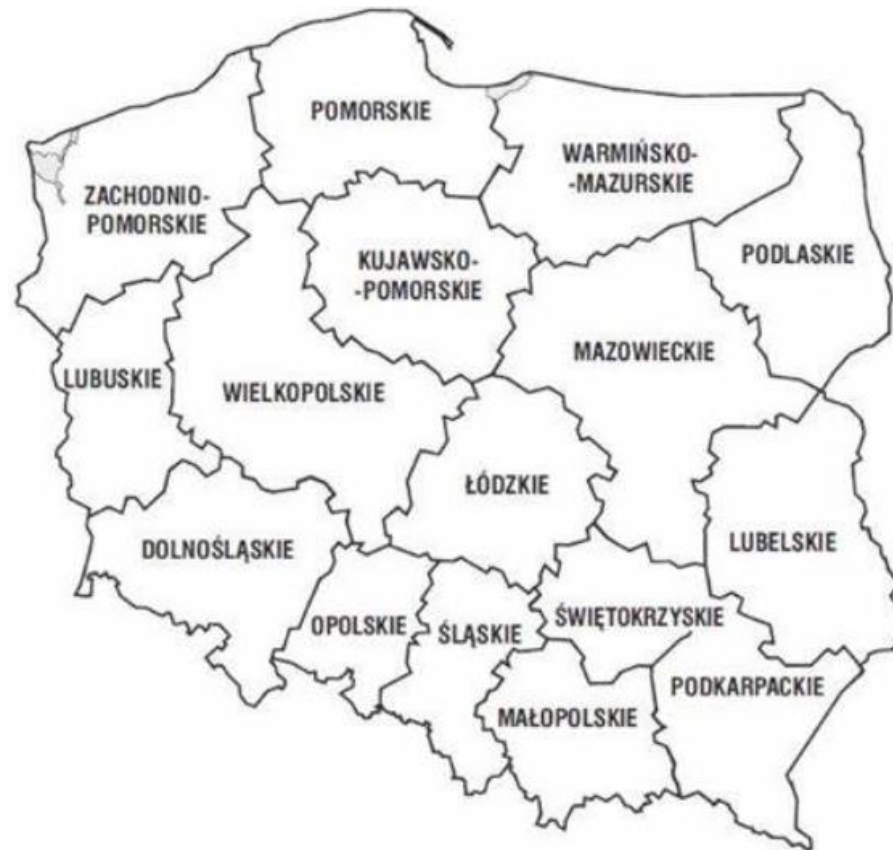 POMORSKIE
WARMIŃSKO-
-MAZURSKIE
ZACHODNIO-
POMORSKIE
KUJAWSKO-
-POMORSKIE
PODLASKIE
MAZOWIECKIE
LUBUSKIE
WIELKOPOLSKIE
ŁÓDZKIE
DOLNOŚLĄSKIE
LUBELSKIE
OPOLSKIE
ŚLĄSKIE
ŚWIĘTOKRZYSKIE
PODKARPACKIE
MAŁOPOLSKIE